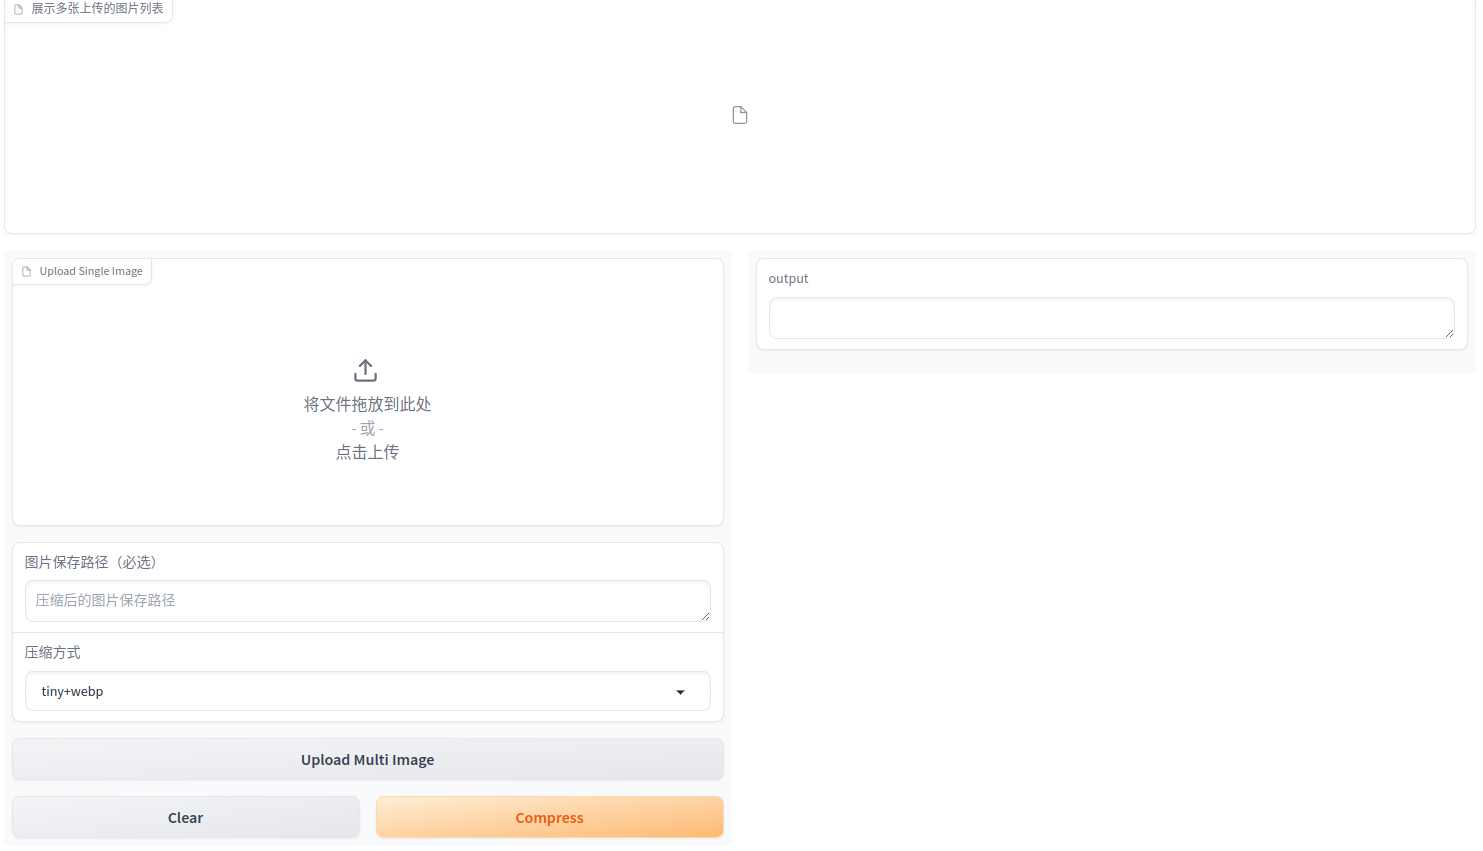 展示多张上传的图片列表
Upload Single Image
将文件拖放到此处
- 或 -
点击上传
图片保存路径（必选）
压缩后的图片保存路径
压缩方式
tiny+webp
Upload Multi Image
Clear
Compress
output